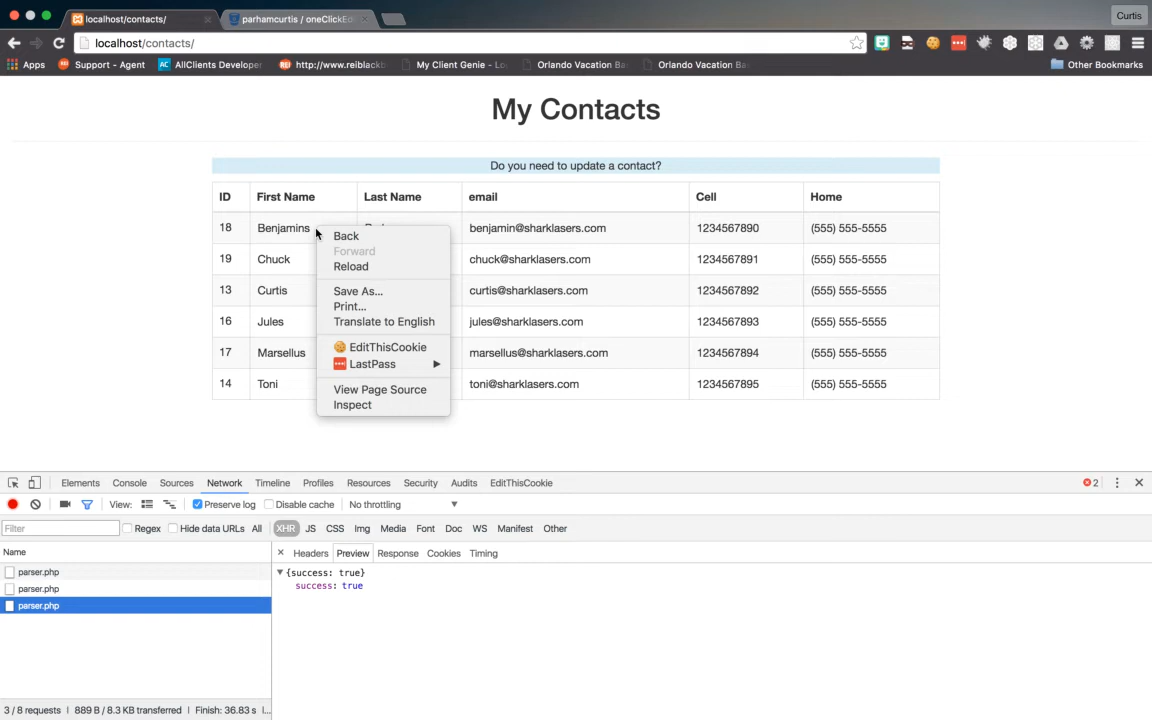 localhost/contacts/
parhamcurtis / oneClickEdi
Curtis
localhost/contacts/
Apps
Support - Agent
AllClients Developer
http://www.reiblackb
My Client Genie - Lo
Orlando Vacation Ba
Orlando Vacation Ba
Other Bookmarks
My Contacts
Do you need to update a contact?
ID First Name Last Name email Cell Home
18 Benjamins benjamin@sharklasers.com 1234567890 (555) 555-5555
19 Chuck chuck@sharklasers.com 1234567891 (555) 555-5555
13 Curtis curtis@sharklasers.com 1234567892 (555) 555-5555
16 Jules jules@sharklasers.com 1234567893 (555) 555-5555
17 Marsellus marsellus@sharklasers.com 1234567894 (555) 555-5555
14 Toni toni@sharklasers.com 1234567895 (555) 555-5555
Back
Forward
Reload
Save As...
Print...
Translate to English
EditThisCookie
LastPass
View Page Source
Inspect
Elements Console Sources Network Timeline Profiles Resources Security Audits EditThisCookie 2
View: Preserve log Disable cache No throttling
Filter Regex Hide data URLs All XHR JS CSS Img Media Font Doc WS Manifest Other
Name
parser.php
parser.php
parser.php
3 / 8 requests | 889 B / 8.3 KB transferred | Finish: 36.83 s |...
Headers Preview Response Cookies Timing
{success: true}
success: true